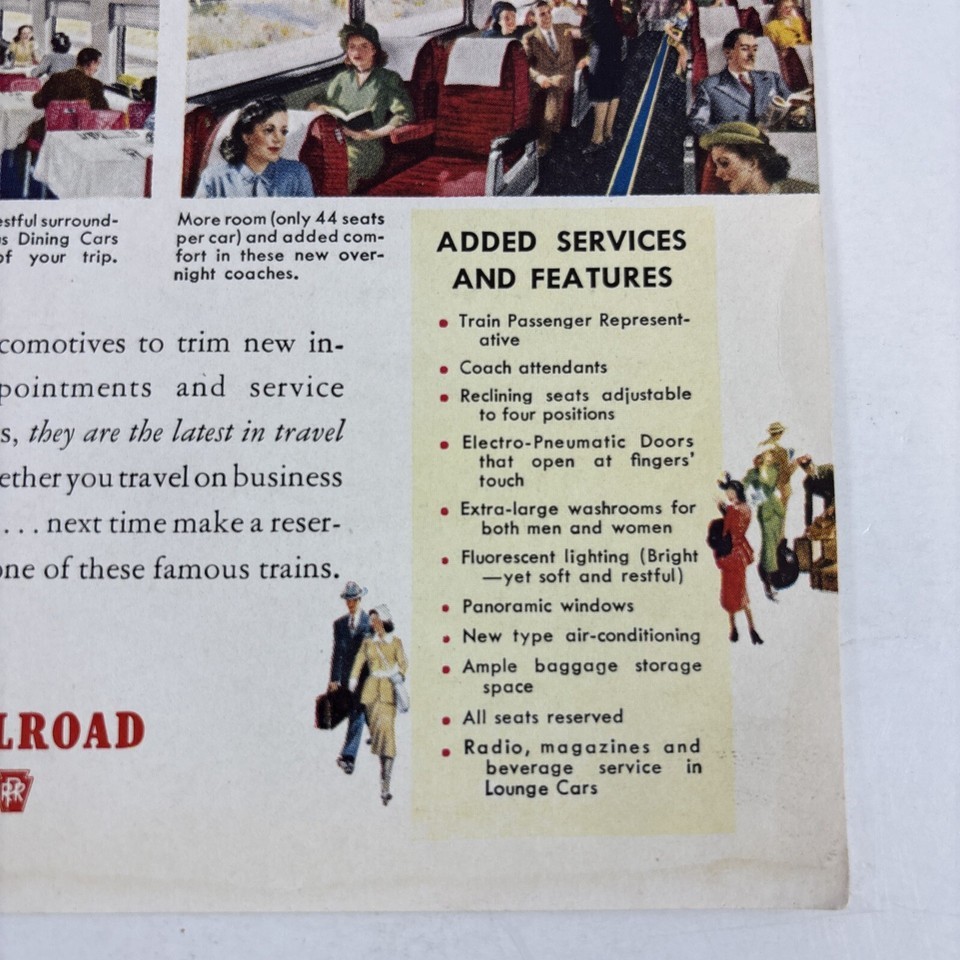 estful surround-
s Dining Cars
of your trip.
More room (only 44 seats
per car) and added com-
fort in these new over-
night coaches.
comotives to trim new in-
pointments and service
s, they are the latest in travel
ether you travel on business
... next time make a reser-
one of these famous trains.
LROAD
PRR
ADDED SERVICES
AND FEATURES
• Train Passenger Represent-
ative
• Coach attendants
• Reclining seats adjustable
to four positions
• Electro-Pneumatic Doors
that open at fingers'
touch
• Extra-large washrooms for
both men and women
• Fluorescent lighting (Bright
—yet soft and restful)
• Panoramic windows
• New type air-conditioning
• Ample baggage storage
space
• All seats reserved
• Radio, magazines and
beverage service in
Lounge Cars